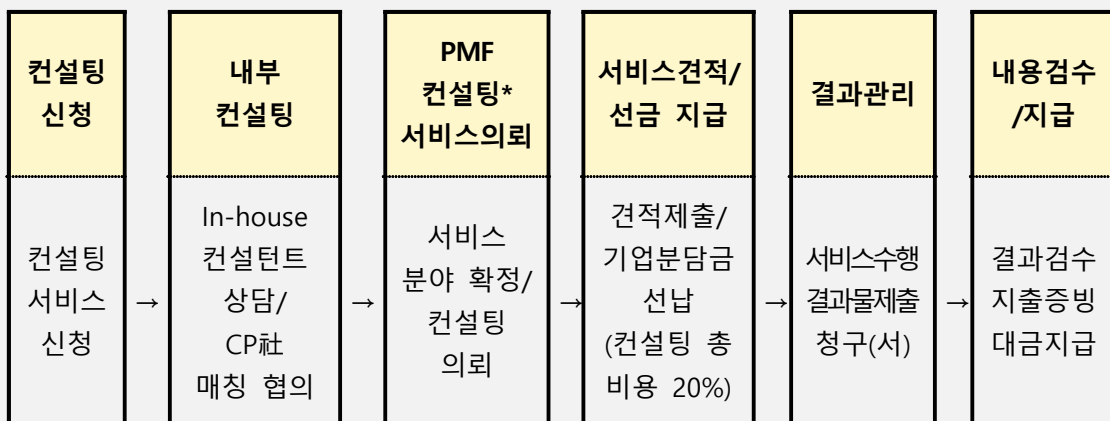 컨설팅
신청
내부
컨설팅
PMF
컨설팅*
서비스의뢰
서비스견적/
선금 지급
결과관리
내용검수
/지급
컨설팅
서비스
신청
→
In-house
컨설턴트
상담/
CP社
매칭 협의
→
서비스
분야 확정/
컨설팅
의뢰
→
견적제출/
기업분담금
선납
(컨설팅 총
비용 20%)
→
서비스수행
결과물제출
청구(서)
→
결과검수
지출증빙
대금지급